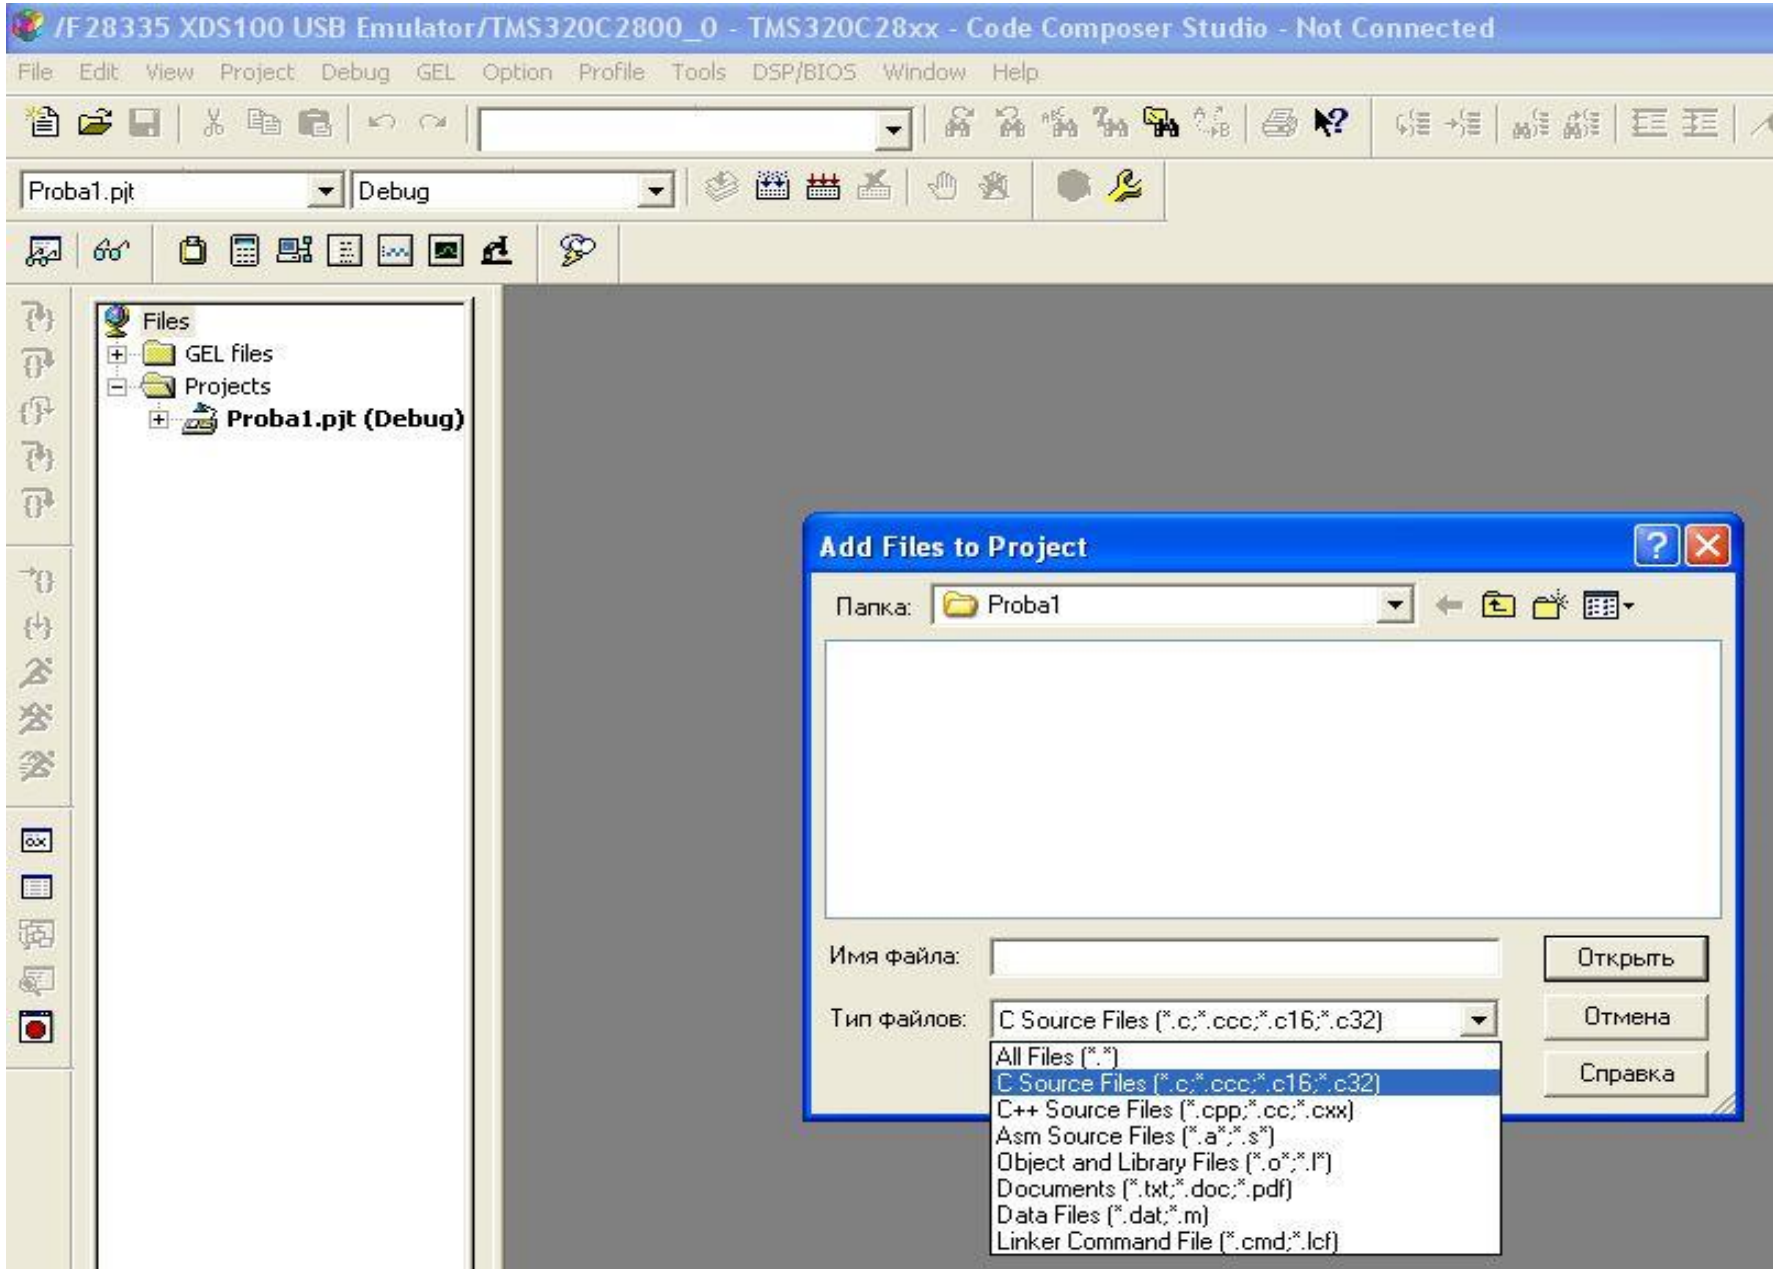 /F28335 XDS100 USB Emulator/TMS320C2800_0 - TMS320C28xx - Code Composer Studio - Not Connected
File Edit View Project Debug GEL Option Profile Tools DSP/BIOS Window Help
Proba1.pjt Debug
Files
GEL files
Projects
Proba1.pjt (Debug)
Add Files to Project
Папка: Proba1
Имя файла: Открыть
Тип файлов: C Source Files (*.c;*.ccc;*.c16;*.c32) Отмена
All Files (*.*)
C Source Files (*.c;*.ccc;*.c16;*.c32) Справка
C++ Source Files (*.cpp;*.cc;*.cxx)
Asm Source Files (*.a*;*.s*)
Object and Library Files (*.o*;*.l*)
Documents (*.txt;*.doc;*.pdf)
Data Files (*.dat;*.m)
Linker Command File (*.cmd;*.lcf)